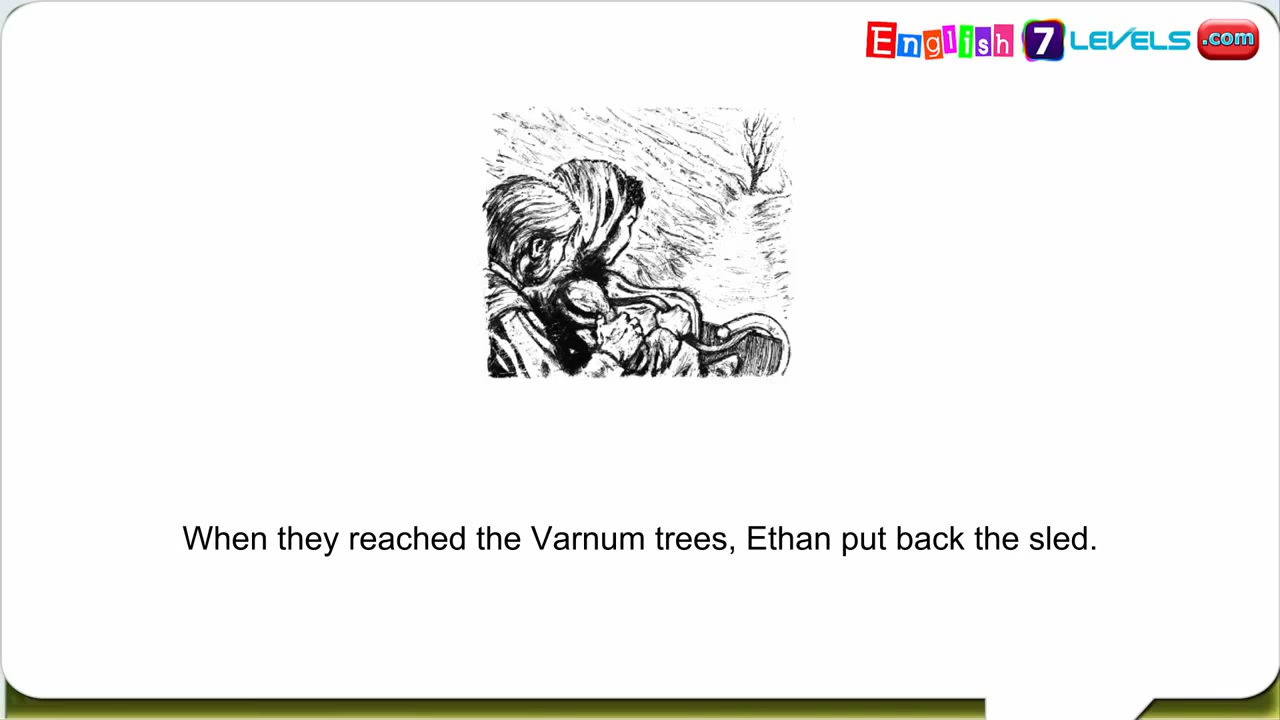 English 7 LEVELS .com
When they reached the Varnum trees, Ethan put back the sled.